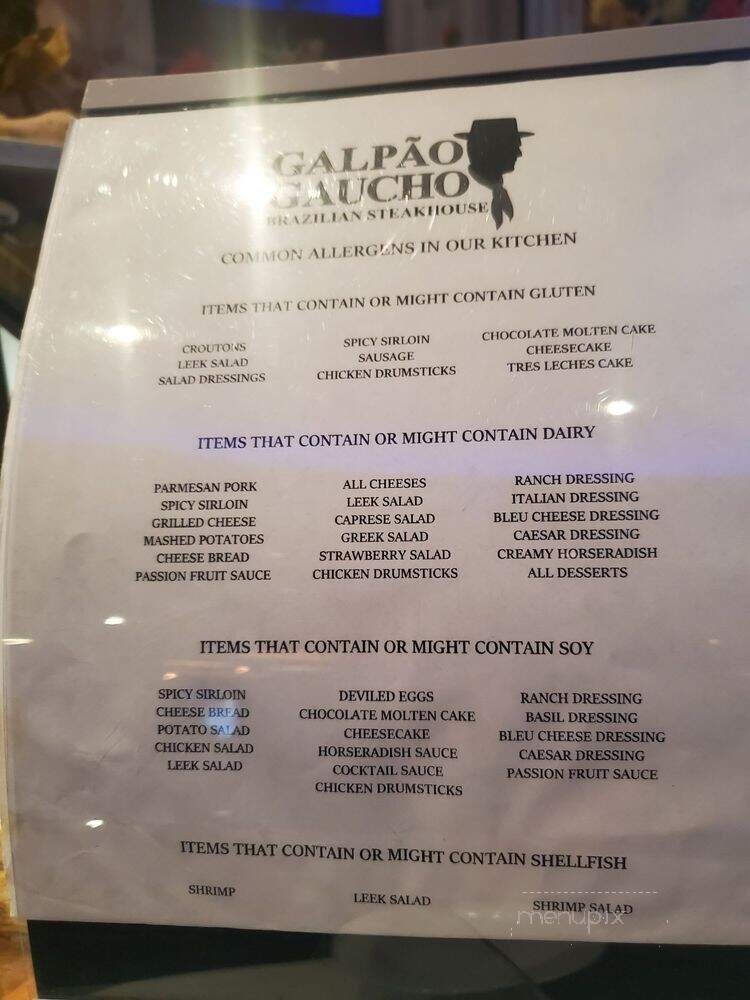 GALPÃO
GAUCHO
BRAZILIAN STEAKHOUSE
COMMON ALLERGENS IN OUR KITCHEN
ITEMS THAT CONTAIN OR MIGHT CONTAIN GLUTEN
CROUTONS
LEEK SALAD
SALAD DRESSINGS
SPICY SIRLOIN
SAUSAGE
CHICKEN DRUMSTICKS
CHOCOLATE MOLTEN CAKE
CHEESECAKE
TRES LECHES CAKE
ITEMS THAT CONTAIN OR MIGHT CONTAIN DAIRY
PARMESAN PORK
SPICY SIRLOIN
GRILLED CHEESE
MASHED POTATOES
CHEESE BREAD
PASSION FRUIT SAUCE
ALL CHEESES
LEEK SALAD
CAPRESE SALAD
GREEK SALAD
STRAWBERRY SALAD
CHICKEN DRUMSTICKS
RANCH DRESSING
ITALIAN DRESSING
BLEU CHEESE DRESSING
CAESAR DRESSING
CREAMY HORSERADISH
ALL DESSERTS
ITEMS THAT CONTAIN OR MIGHT CONTAIN SOY
SPICY SIRLOIN
CHEESE BREAD
POTATO SALAD
CHICKEN SALAD
LEEK SALAD
DEVILED EGGS
CHOCOLATE MOLTEN CAKE
CHEESECAKE
HORSERADISH SAUCE
COCKTAIL SAUCE
CHICKEN DRUMSTICKS
RANCH DRESSING
BASIL DRESSING
BLEU CHEESE DRESSING
CAESAR DRESSING
PASSION FRUIT SAUCE
ITEMS THAT CONTAIN OR MIGHT CONTAIN SHELLFISH
SHRIMP
LEEK SALAD
SHRIMP SALAD
menupix